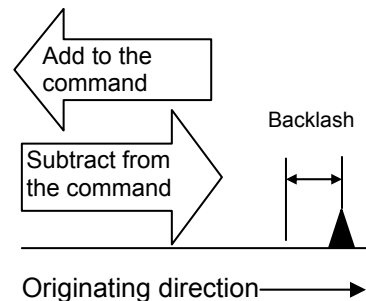 Add to the
command
Backlash
Subtract from
the command
Originating direction